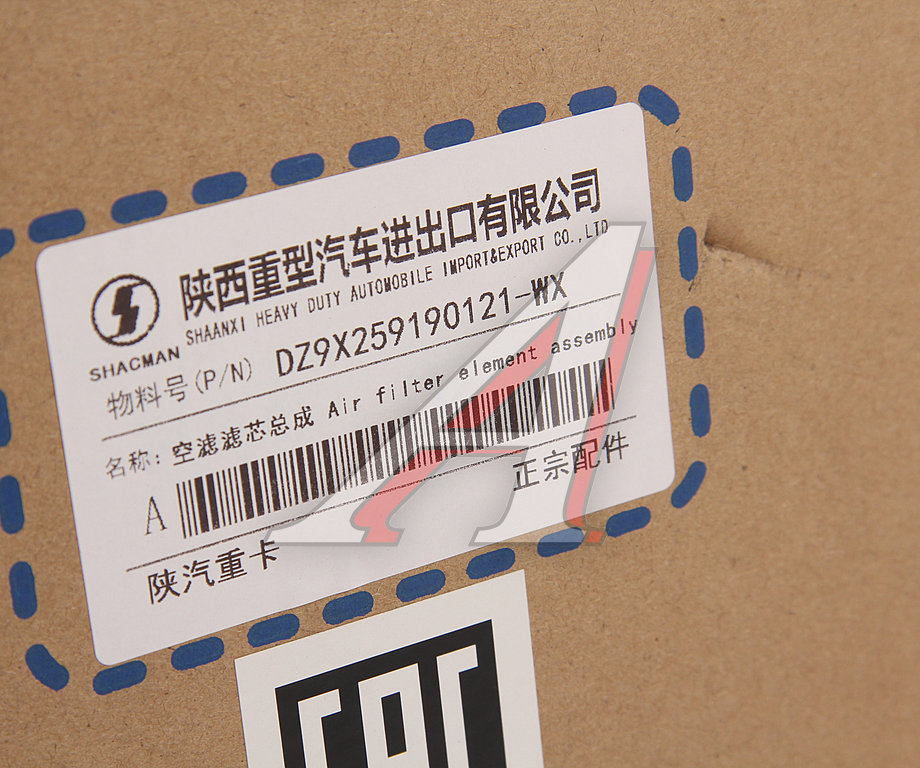 陕西重型汽车进出口有限公司
SHAANXI HEAVY DUTY AUTOMOBILE IMPORT&EXPORT CO.,LTD
SHACMAN
物料号(P/N) DZ9X259190121-WX
名称: 空滤滤芯总成 Air filter element assembly
A
正宗配件
陕汽重卡